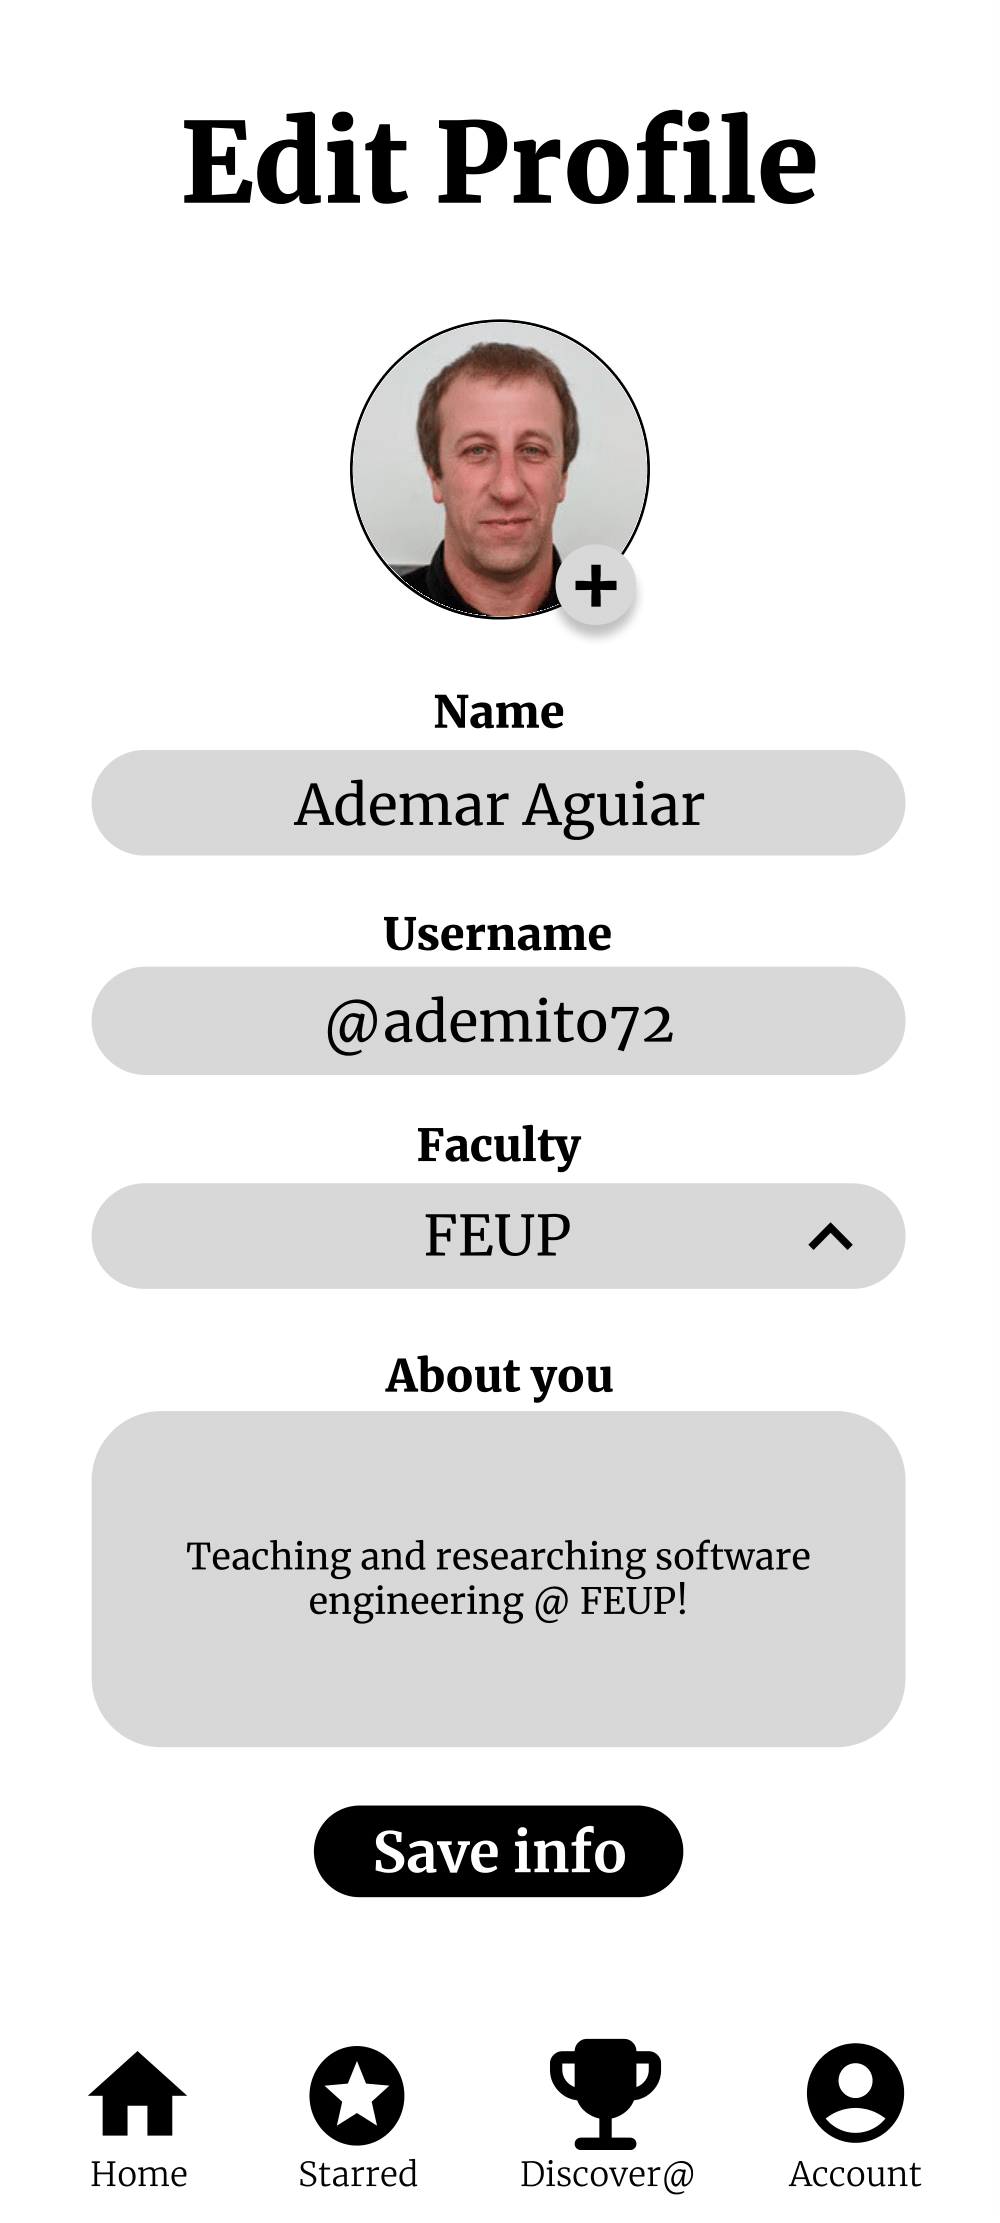 Edit Profile
Name
Ademar Aguiar
Username
@ademito72
Faculty
FEUP
About you
Teaching and researching software
engineering @ FEUP!
Save info
Home
Starred
Discover@
Account